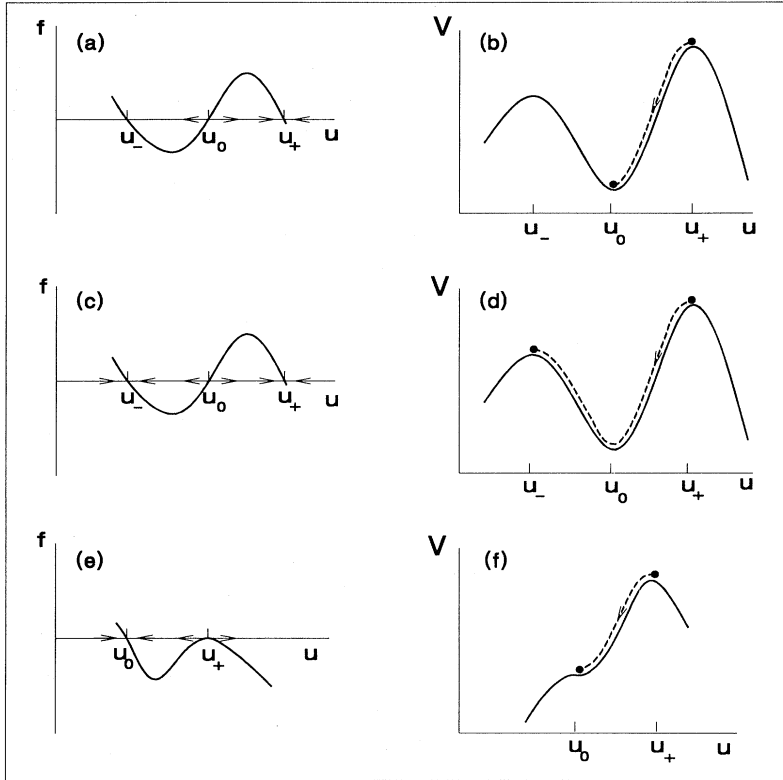 f (a)
u₋ u₀ u₊ u
V (b)
u₋ u₀ u₊ u
f (c)
u₋ u₀ u₊ u
V (d)
u₋ u₀ u₊ u
f (e)
u₀ u₊ u
V (f)
u₀ u₊ u